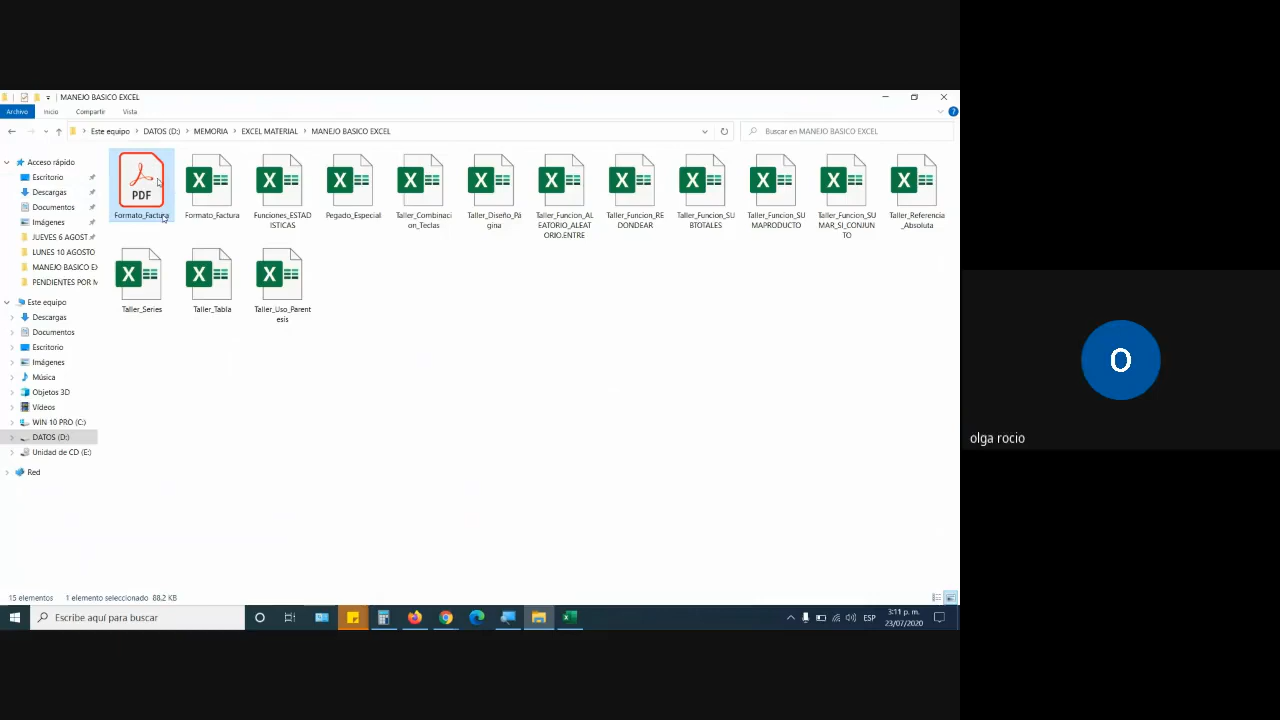 MANEJO BASICO EXCEL
Archivo Inicio Compartir Vista
Este equipo > DATOS (D:) > MEMORIA > EXCEL MATERIAL > MANEJO BASICO EXCEL
Buscar en MANEJO BASICO EXCEL
Acceso rápido
Escritorio
Descargas
Documentos
Imágenes
JUEVES 6 AGOST
LUNES 10 AGOSTO
MANEJO BASICO EX
PENDIENTES POR M
Este equipo
Descargas
Documentos
Escritorio
Imágenes
Música
Objetos 3D
Vídeos
WIN 10 PRO (C:)
DATOS (D:)
Unidad de CD (E:)
Red
PDF
Formato_Factura
Formato_Factura
Funciones_ESTAD
ISTICAS
Pegado_Especial
Taller_Combinaci
on_Teclas
Taller_Diseño_Pá
gina
Taller_Funcion_AL
EATORIO.ENTRE
Taller_Funcion_RE
DONDEAR
Taller_Funcion_SU
BTOTALES
Taller_Funcion_SU
MAPRODUCTO
Taller_Funcion_SU
MAR_SI_CONJUN
TO
Taller_Referencia
_Absoluta
Taller_Series
Taller_Tabla
Taller_Uso_Parent
esis
15 elementos 1 elemento seleccionado 88.2 KB
Escribe aquí para buscar
ESP
3:11 p. m.
23/07/2020
O
olga rocio